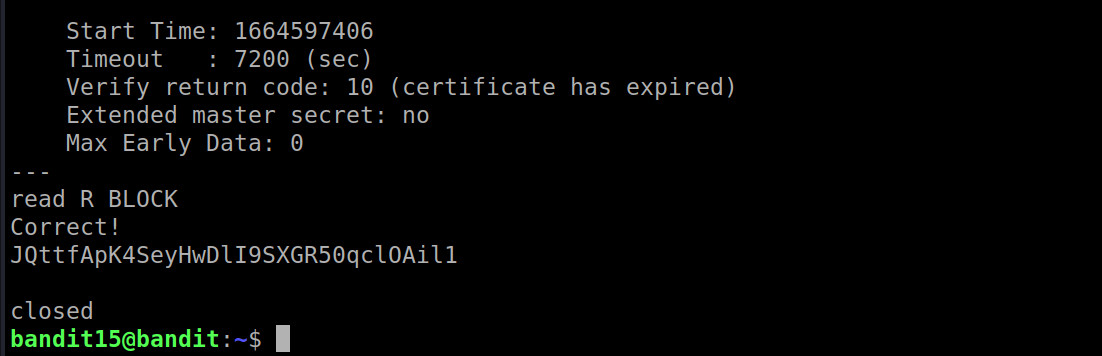 Start Time: 1664597406
Timeout   : 7200 (sec)
Verify return code: 10 (certificate has expired)
Extended master secret: no
Max Early Data: 0
---
read R BLOCK
Correct!
JQttfApK4SeyHwDlI9SXGR50qclOAil1
closed
bandit15@bandit:~$